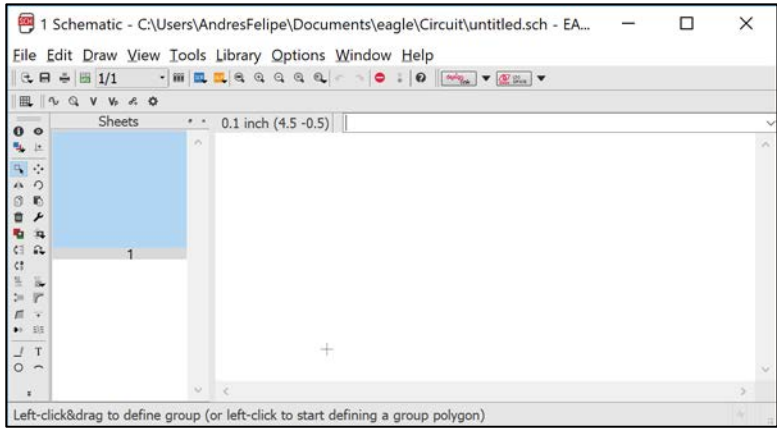 1 Schematic - C:\Users\AndresFelipe\Documents\eagle\Circuit\untitled.sch - EA...
File Edit Draw View Tools Library Options Window Help
1/1
Sheets
0.1 inch (4.5 -0.5)
1
Left-click&drag to define group (or left-click to start defining a group polygon)